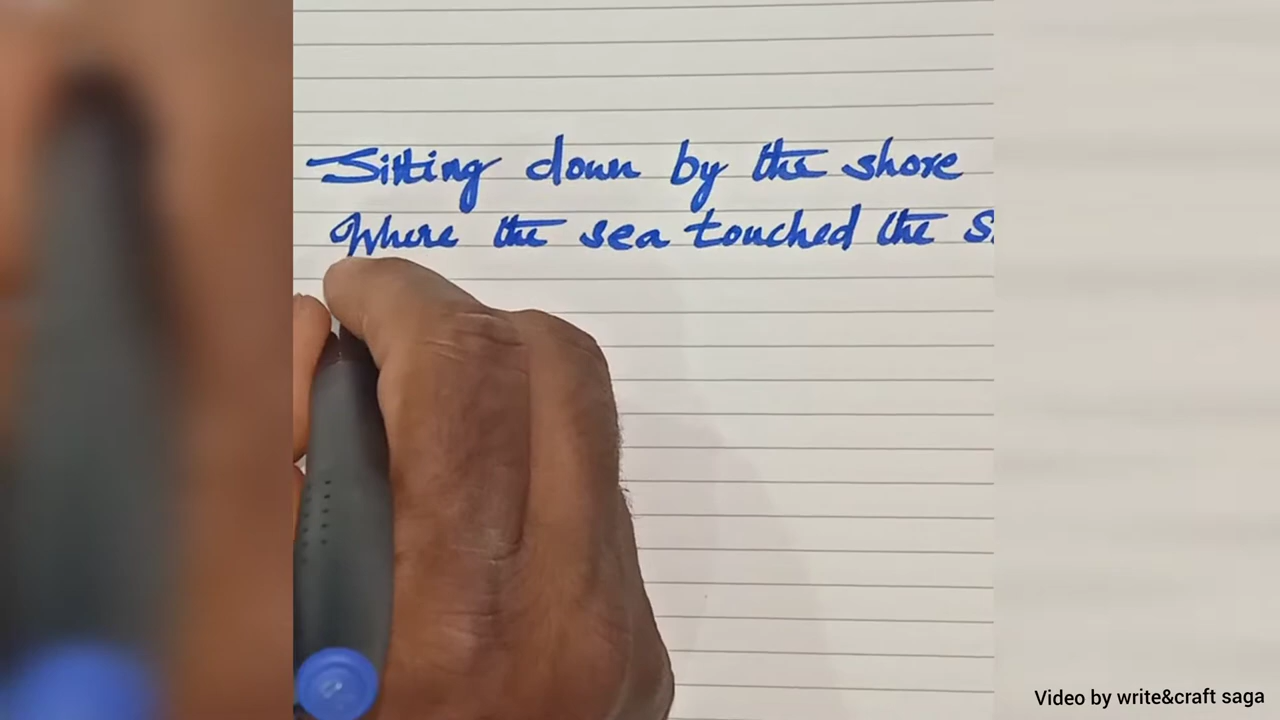 Sitting down by the shore
Where the sea touched the
Video by write&craft saga